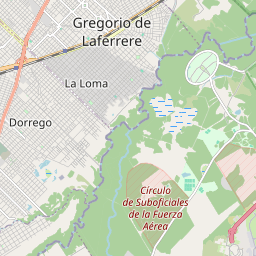 Gregorio de
Laferrere
La Loma
Dorrego
Círculo
de Suboficiales
de la Fuerza
Aérea